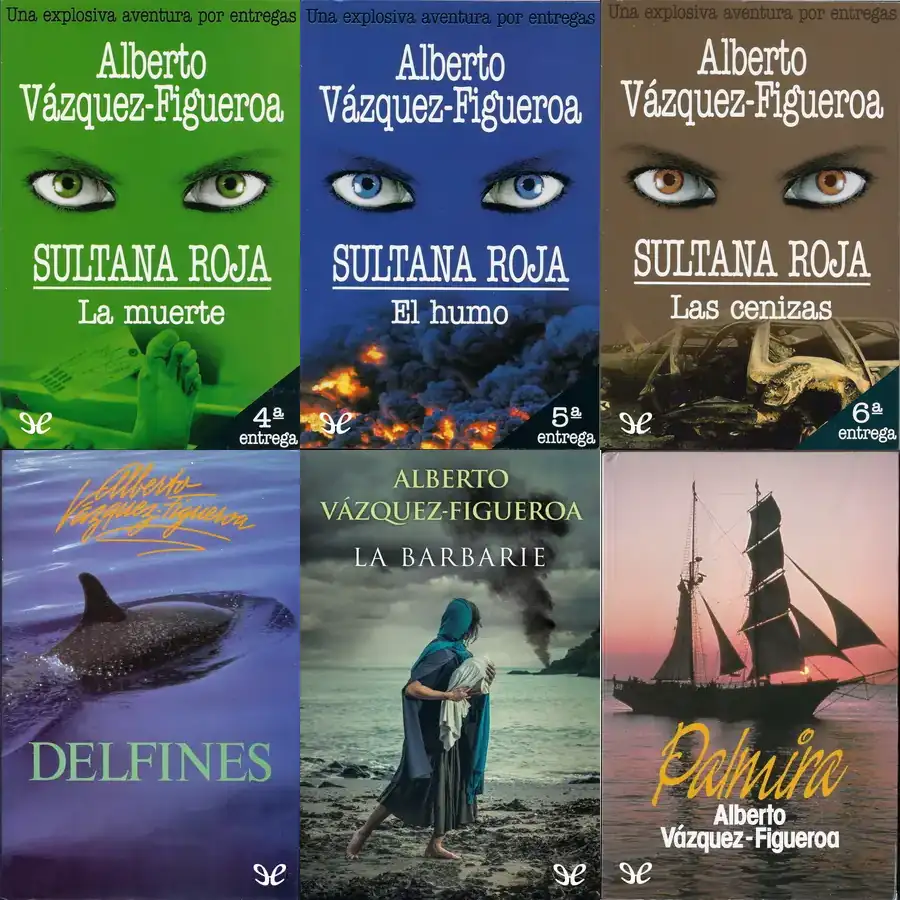 Una explosiva aventura por entregas
Alberto
Vázquez-Figueroa
SULTANA ROJA
La muerte
4ª
entrega
Una explosiva aventura por entregas
Alberto
Vázquez-Figueroa
SULTANA ROJA
El humo
5ª
entrega
Una explosiva aventura por entregas
Alberto
Vázquez-Figueroa
SULTANA ROJA
Las cenizas
6ª
entrega
Alberto
Vázquez-Figueroa
DELFINES
ALBERTO
VÁZQUEZ-FIGUEROA
LA BARBARIE
Palmira
Alberto
Vázquez-Figueroa